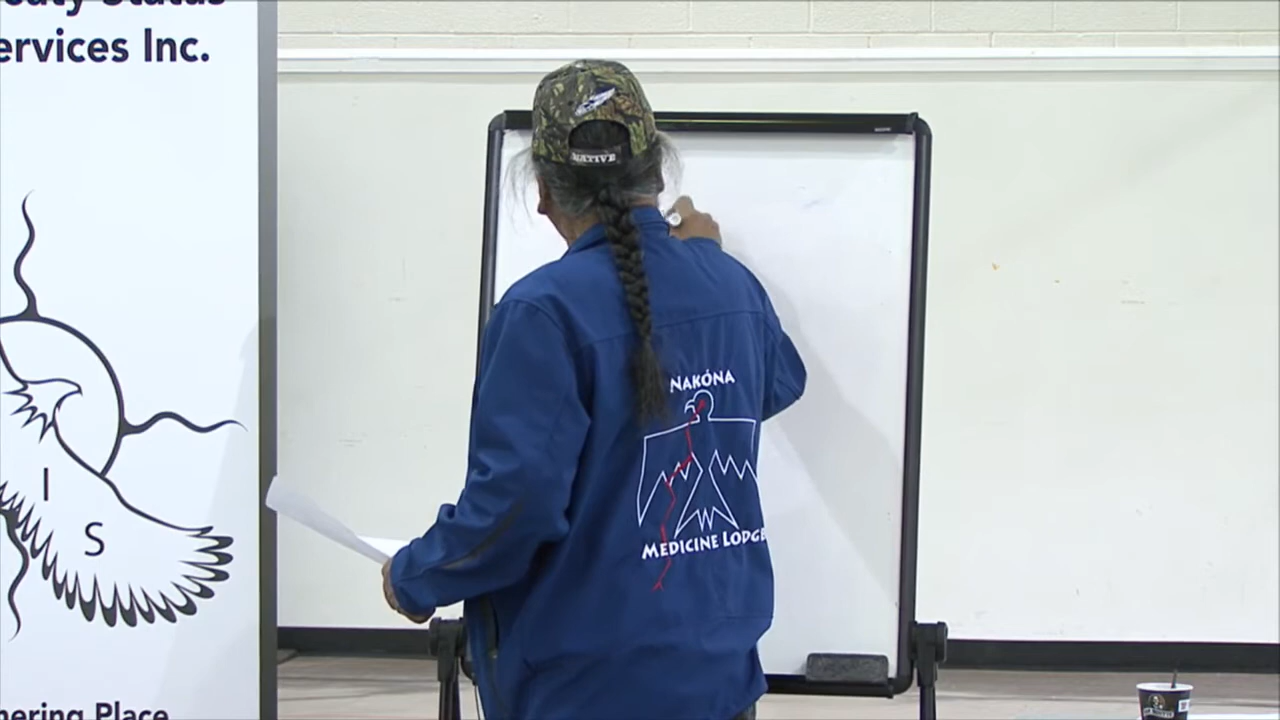 ervices Inc.
I
S
hering Place
NATIVE
NAKÓNA
MEDICINE LODGE